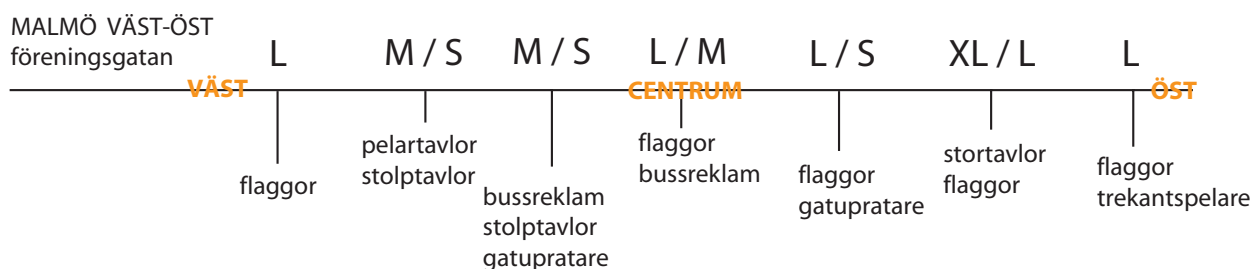 MALMÖ VÄST-ÖST
föreningsgatan
L
M / S
M / S
L / M
L / S
XL / L
L
VÄST
CENTRUM
ÖST
flaggor
pelartavlor
stolptavlor
bussreklam
stolptavlor
gatupratare
flaggor
bussreklam
flaggor
gatupratare
stortavlor
flaggor
flaggor
trekantspelare